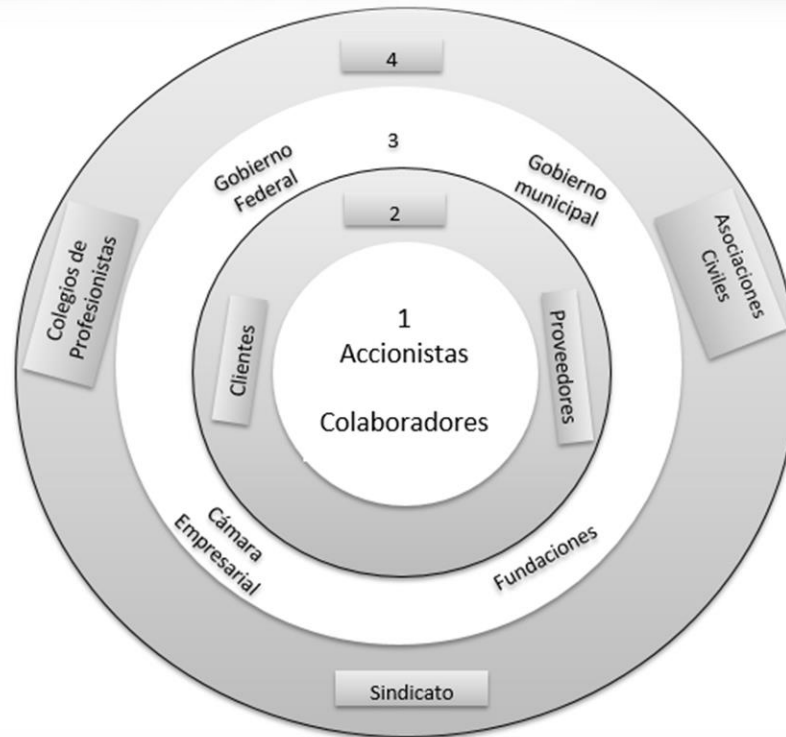 4
3
Gobierno
Federal
Gobierno
municipal
2
Colegios de
Profesionistas
Asociaciones
Civiles
Clientes
Proveedores
1
Accionistas
Colaboradores
Cámara
Empresarial
Fundaciones
Sindicato